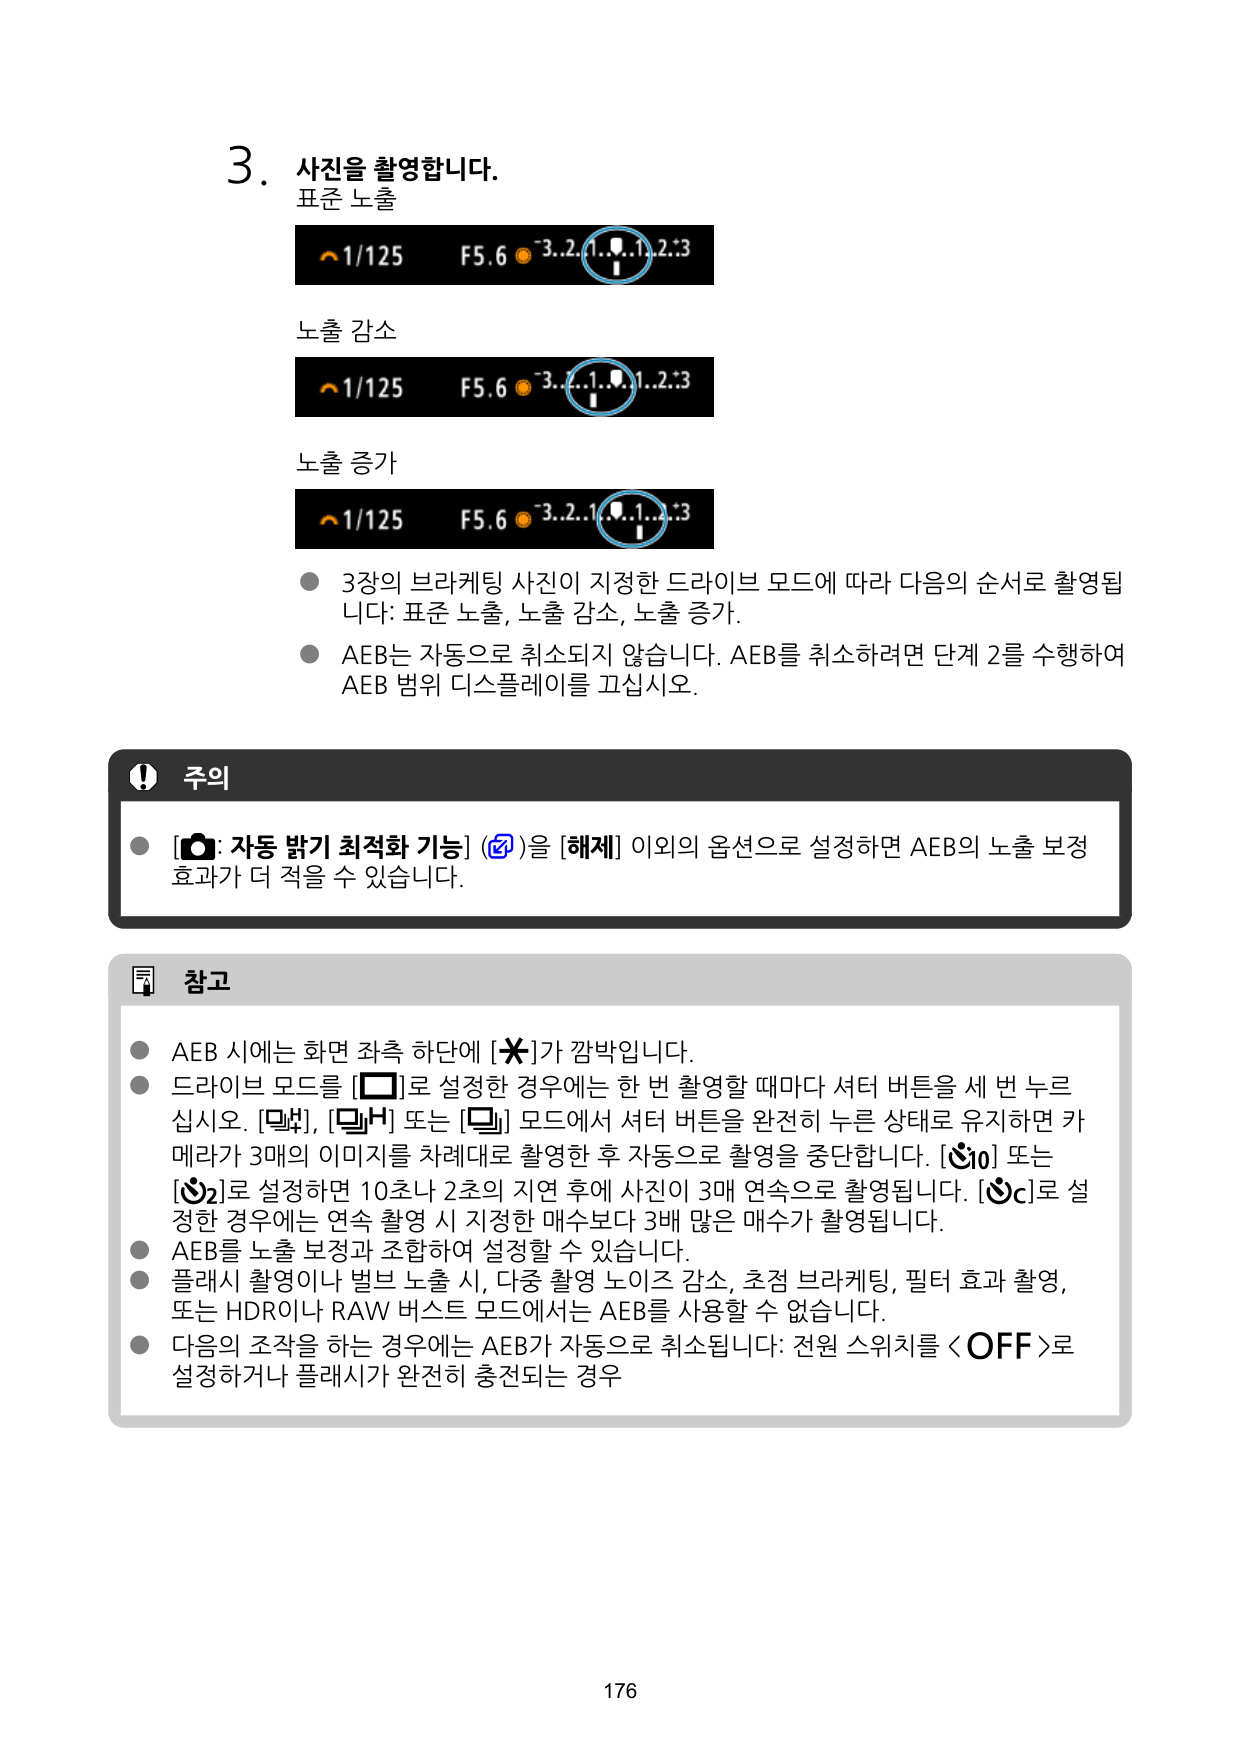 3. 사진을 촬영합니다.
표준 노출
1/125 F5.6 -3..2..1..0..1..2..+3
노출 감소
1/125 F5.6 -3..2..1..0..1..2..+3
노출 증가
1/125 F5.6 -3..2..1..0..1..2..+3
● 3장의 브라케팅 사진이 지정한 드라이브 모드에 따라 다음의 순서로 촬영됩
니다: 표준 노출, 노출 감소, 노출 증가.
● AEB는 자동으로 취소되지 않습니다. AEB를 취소하려면 단계 2를 수행하여
AEB 범위 디스플레이를 끄십시오.
주의
● [: 자동 밝기 최적화 기능] ()을 [해제] 이외의 옵션으로 설정하면 AEB의 노출 보정
효과가 더 적을 수 있습니다.
참고
● AEB 시에는 화면 좌측 하단에 []가 깜박입니다.
● 드라이브 모드를 []로 설정한 경우에는 한 번 촬영할 때마다 셔터 버튼을 세 번 누르
십시오. [H+], [H] 또는 [] 모드에서 셔터 버튼을 완전히 누른 상태로 유지하면 카
메라가 3매의 이미지를 차례대로 촬영한 후 자동으로 촬영을 중단합니다. [10] 또는
[2]로 설정하면 10초나 2초의 지연 후에 사진이 3매 연속으로 촬영됩니다. [C]로 설
정한 경우에는 연속 촬영 시 지정한 매수보다 3배 많은 매수가 촬영됩니다.
● AEB를 노출 보정과 조합하여 설정할 수 있습니다.
● 플래시 촬영이나 벌브 노출 시, 다중 촬영 노이즈 감소, 초점 브라케팅, 필터 효과 촬영,
또는 HDR이나 RAW 버스트 모드에서는 AEB를 사용할 수 없습니다.
● 다음의 조작을 하는 경우에는 AEB가 자동으로 취소됩니다: 전원 스위치를 < OFF >로
설정하거나 플래시가 완전히 충전되는 경우
176